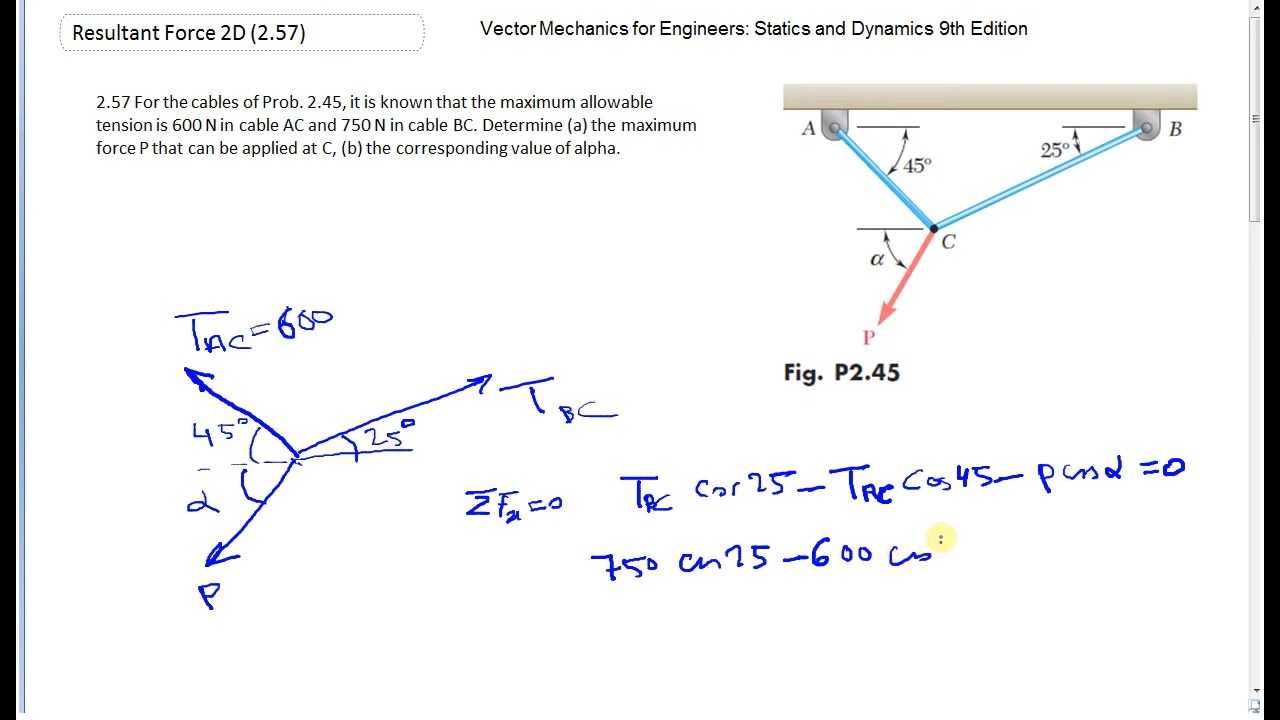 Resultant Force 2D (2.57)
Vector Mechanics for Engineers: Statics and Dynamics 9th Edition
2.57 For the cables of Prob. 2.45, it is known that the maximum allowable
tension is 600 N in cable AC and 750 N in cable BC. Determine (a) the maximum
force P that can be applied at C, (b) the corresponding value of alpha.
A
B
45°
25°
C
α
P
Fig. P2.45
T_AC = 600
T_BC
45°
25°
α
P
ΣFx = 0
T_BC cos 25 - T_AC cos 45 - P cos α = 0
750 cos 25 - 600 cos